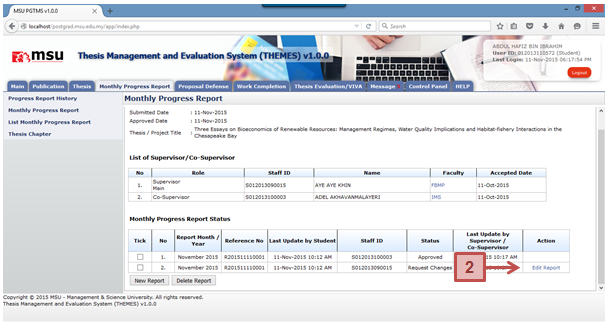 MSU PGTMS v1.0.0
localhost/postgrad.msu.edu.my/app/index.php
Search
msu
Thesis Management and Evaluation System (THEMES) v1.0.0
ABDUL HAFIZ BIN IBRAHIM
User ID: 012013110572 (Student)
Last Login: 11-Nov-2015 06:17:54 PM
Logout
Main Publication Thesis Monthly Progress Report Proposal Defense Work Completion Thesis Evaluation/VIVA Message Control Panel HELP
Progress Report History
Monthly Progress Report
List Monthly Progress Report
Thesis Chapter
Monthly Progress Report
Submitted Date : 11-Nov-2015
Approved Date : 11-Nov-2015
Thesis / Project Title : Three Essays on Bioeconomics of Renewable Resources: Management Regimes, Water Quality Implications and Habitat-fishery Interactions in the
Chesapeake Bay
List of Supervisor/Co-Supervisor
No Role Staff ID Name Faculty Accepted Date
1. Supervisor Main S012013090015 AYE AYE KHIN FBMP 11-Oct-2015
2. Co-Supervisor S012013100003 ADEL AKHAVANMALAYERI IMS 11-Oct-2015
Monthly Progress Report Status
Tick No Report Month / Year Reference No Last Update by Student Staff ID Status Last Update by Supervisor / Co-Supervisor Action
1. November 2015 R201511110001 11-Nov-2015 10:12 AM S012013100003 Approved 2015 10:17 AM
2. November 2015 R201511110001 11-Nov-2015 10:12 AM S012013090015 Request Changes 2 Edit Report
New Report Delete Report
Copyright © 2015 MSU - Management & Science University. All rights reserved.
Thesis Management and Evaluation System (THEMES) v1.0.0